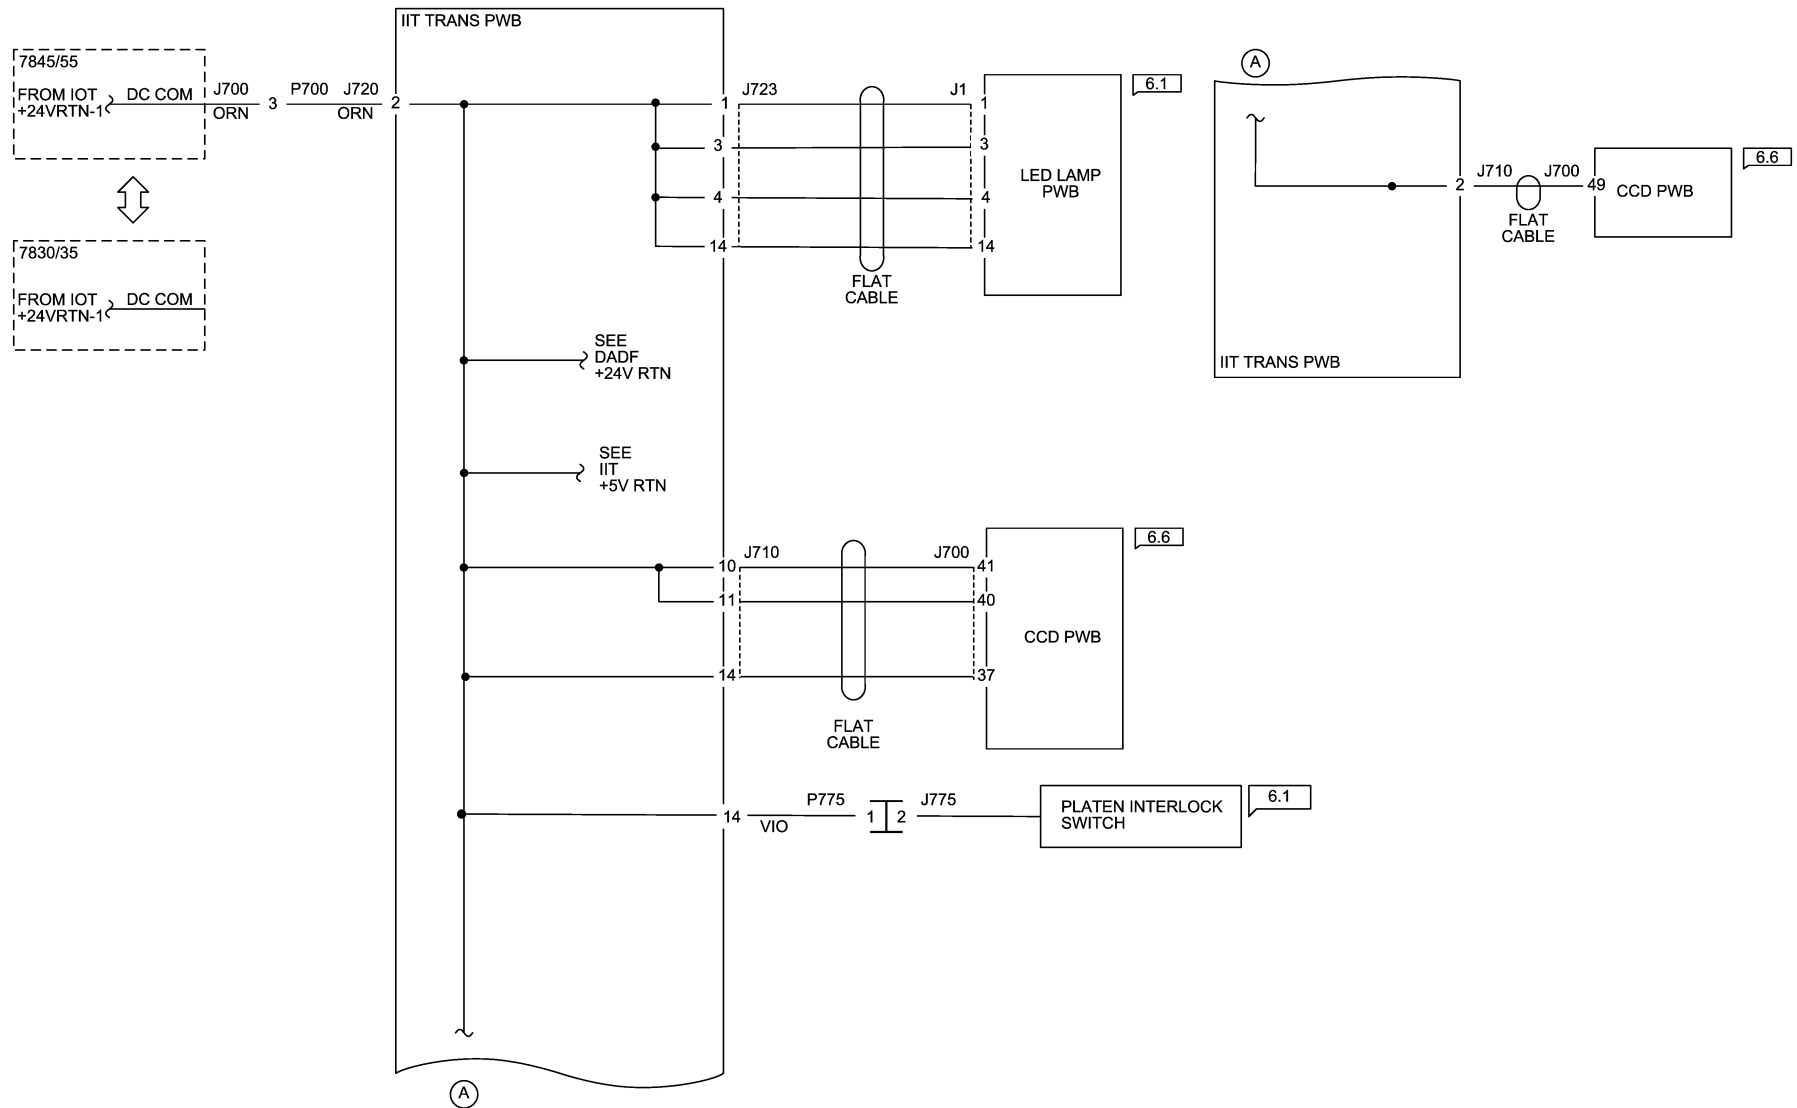 IIT TRANS PWB
7845/55
FROM IOT
+24VRTN-1
DC COM
J700
ORN
3
P700
J720
ORN
2
7830/35
FROM IOT
+24VRTN-1
DC COM
1
3
4
14
J723
J1
1
3
4
14
FLAT
CABLE
LED LAMP
PWB
6.1
SEE
DADF
+24V RTN
SEE
IIT
+5V RTN
10
11
14
J710
J700
41
40
37
FLAT
CABLE
CCD PWB
6.6
14
VIO
P775
1
2
J775
PLATEN INTERLOCK
SWITCH
6.1
A
A
IIT TRANS PWB
2
J710
J700
49
FLAT
CABLE
CCD PWB
6.6